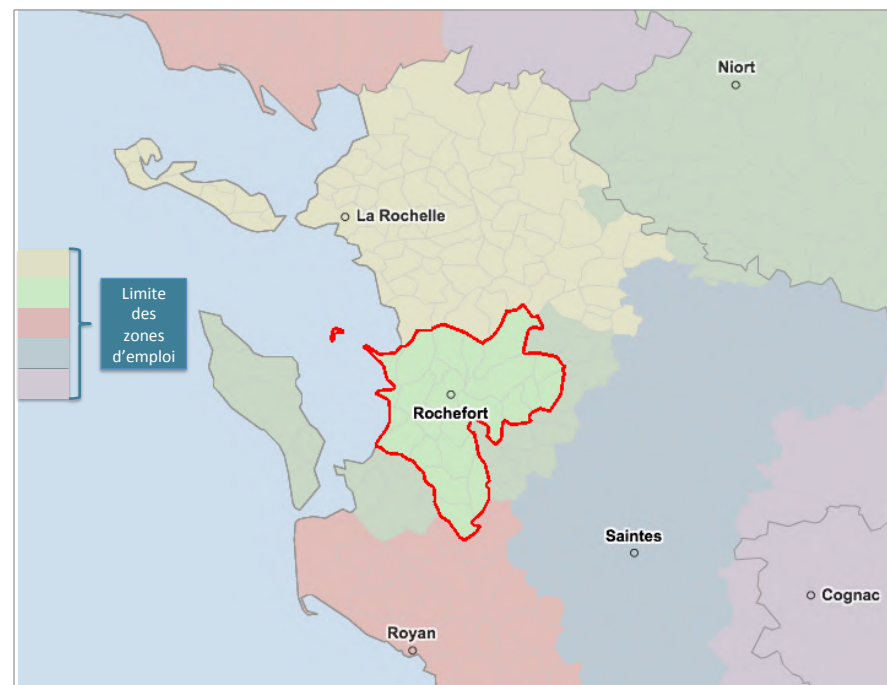 Niort
La Rochelle
Limite
des
zones
d'emploi
Rochefort
Saintes
Cognac
Royan